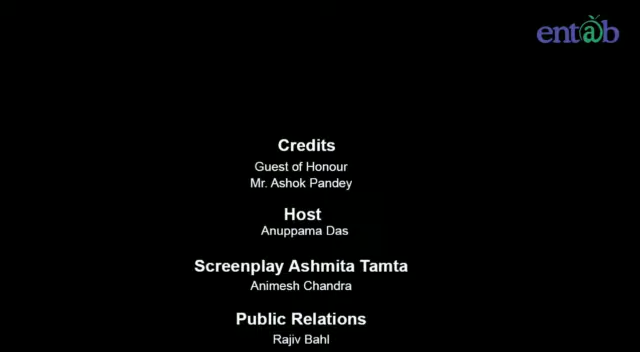 entab
Credits
Guest of Honour
Mr. Ashok Pandey
Host
Anuppama Das
Screenplay Ashmita Tamta
Animesh Chandra
Public Relations
Rajiv Bahl